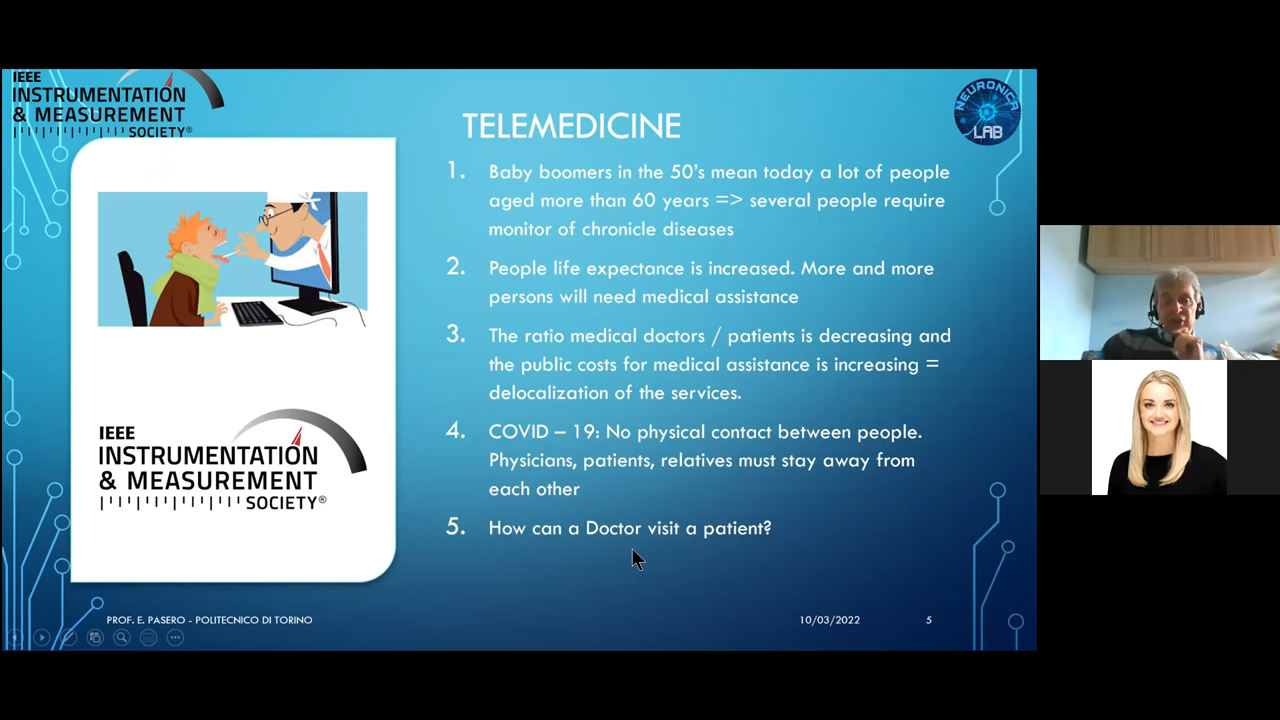 IEEE
INSTRUMENTATION
& MEASUREMENT
SOCIETY®
NEURONICA
LAB
TELEMEDICINE
1. Baby boomers in the 50's mean today a lot of people
aged more than 60 years => several people require
monitor of chronicle diseases
2. People life expectance is increased. More and more
persons will need medical assistance
3. The ratio medical doctors / patients is decreasing and
the public costs for medical assistance is increasing =
delocalization of the services.
4. COVID – 19: No physical contact between people.
Physicians, patients, relatives must stay away from
each other
5. How can a Doctor visit a patient?
IEEE
INSTRUMENTATION
& MEASUREMENT
SOCIETY®
PROF. E. PASERO - POLITECNICO DI TORINO
10/03/2022
5